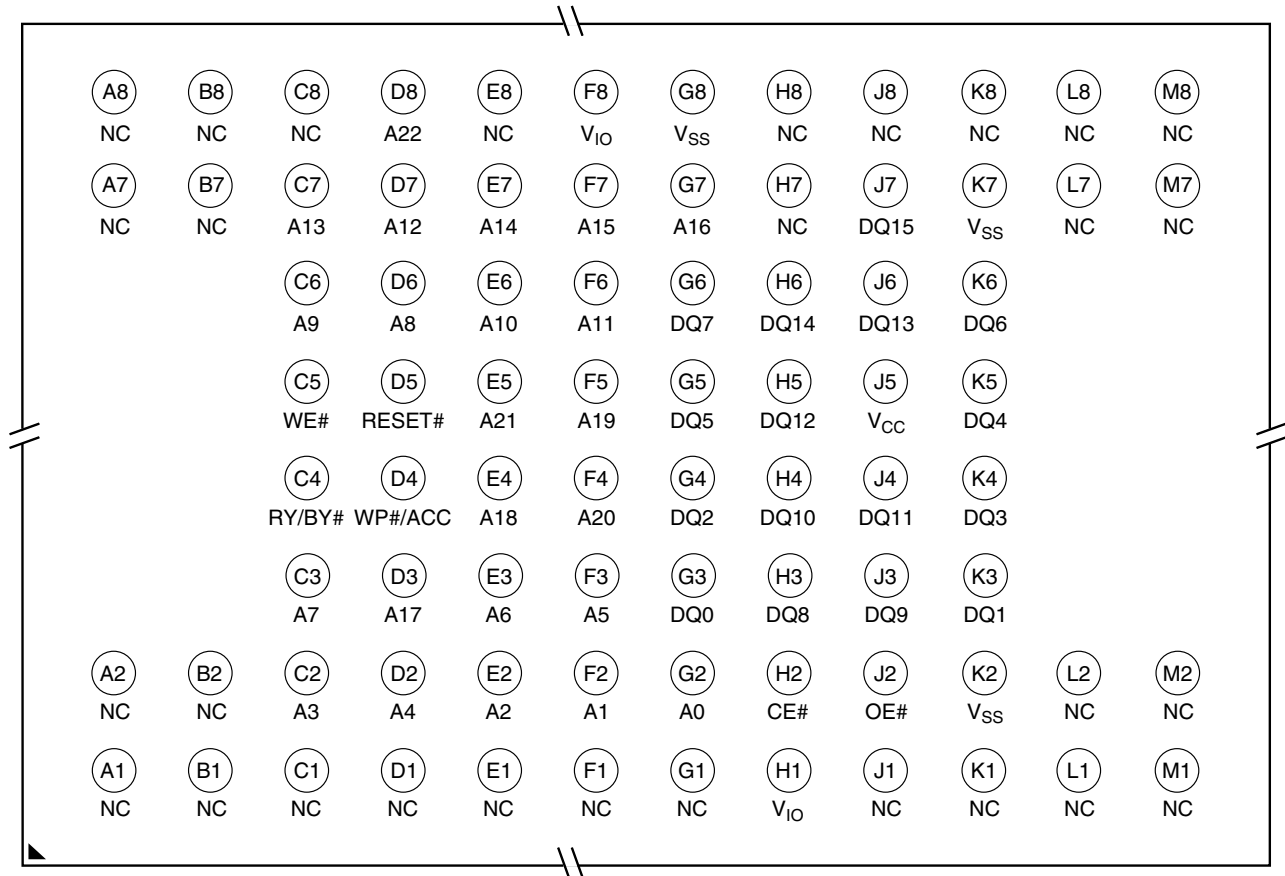 A8 B8 C8 D8 E8 F8 G8 H8 J8 K8 L8 M8
NC NC NC A22 NC VIO VSS NC NC NC NC NC
A7 B7 C7 D7 E7 F7 G7 H7 J7 K7 L7 M7
NC NC A13 A12 A14 A15 A16 NC DQ15 VSS NC NC
C6 D6 E6 F6 G6 H6 J6 K6
A9 A8 A10 A11 DQ7 DQ14 DQ13 DQ6
C5 D5 E5 F5 G5 H5 J5 K5
WE# RESET# A21 A19 DQ5 DQ12 VCC DQ4
C4 D4 E4 F4 G4 H4 J4 K4
RY/BY# WP#/ACC A18 A20 DQ2 DQ10 DQ11 DQ3
C3 D3 E3 F3 G3 H3 J3 K3
A7 A17 A6 A5 DQ0 DQ8 DQ9 DQ1
A2 B2 C2 D2 E2 F2 G2 H2 J2 K2 L2 M2
NC NC A3 A4 A2 A1 A0 CE# OE# VSS NC NC
A1 B1 C1 D1 E1 F1 G1 H1 J1 K1 L1 M1
NC NC NC NC NC NC NC VIO NC NC NC NC